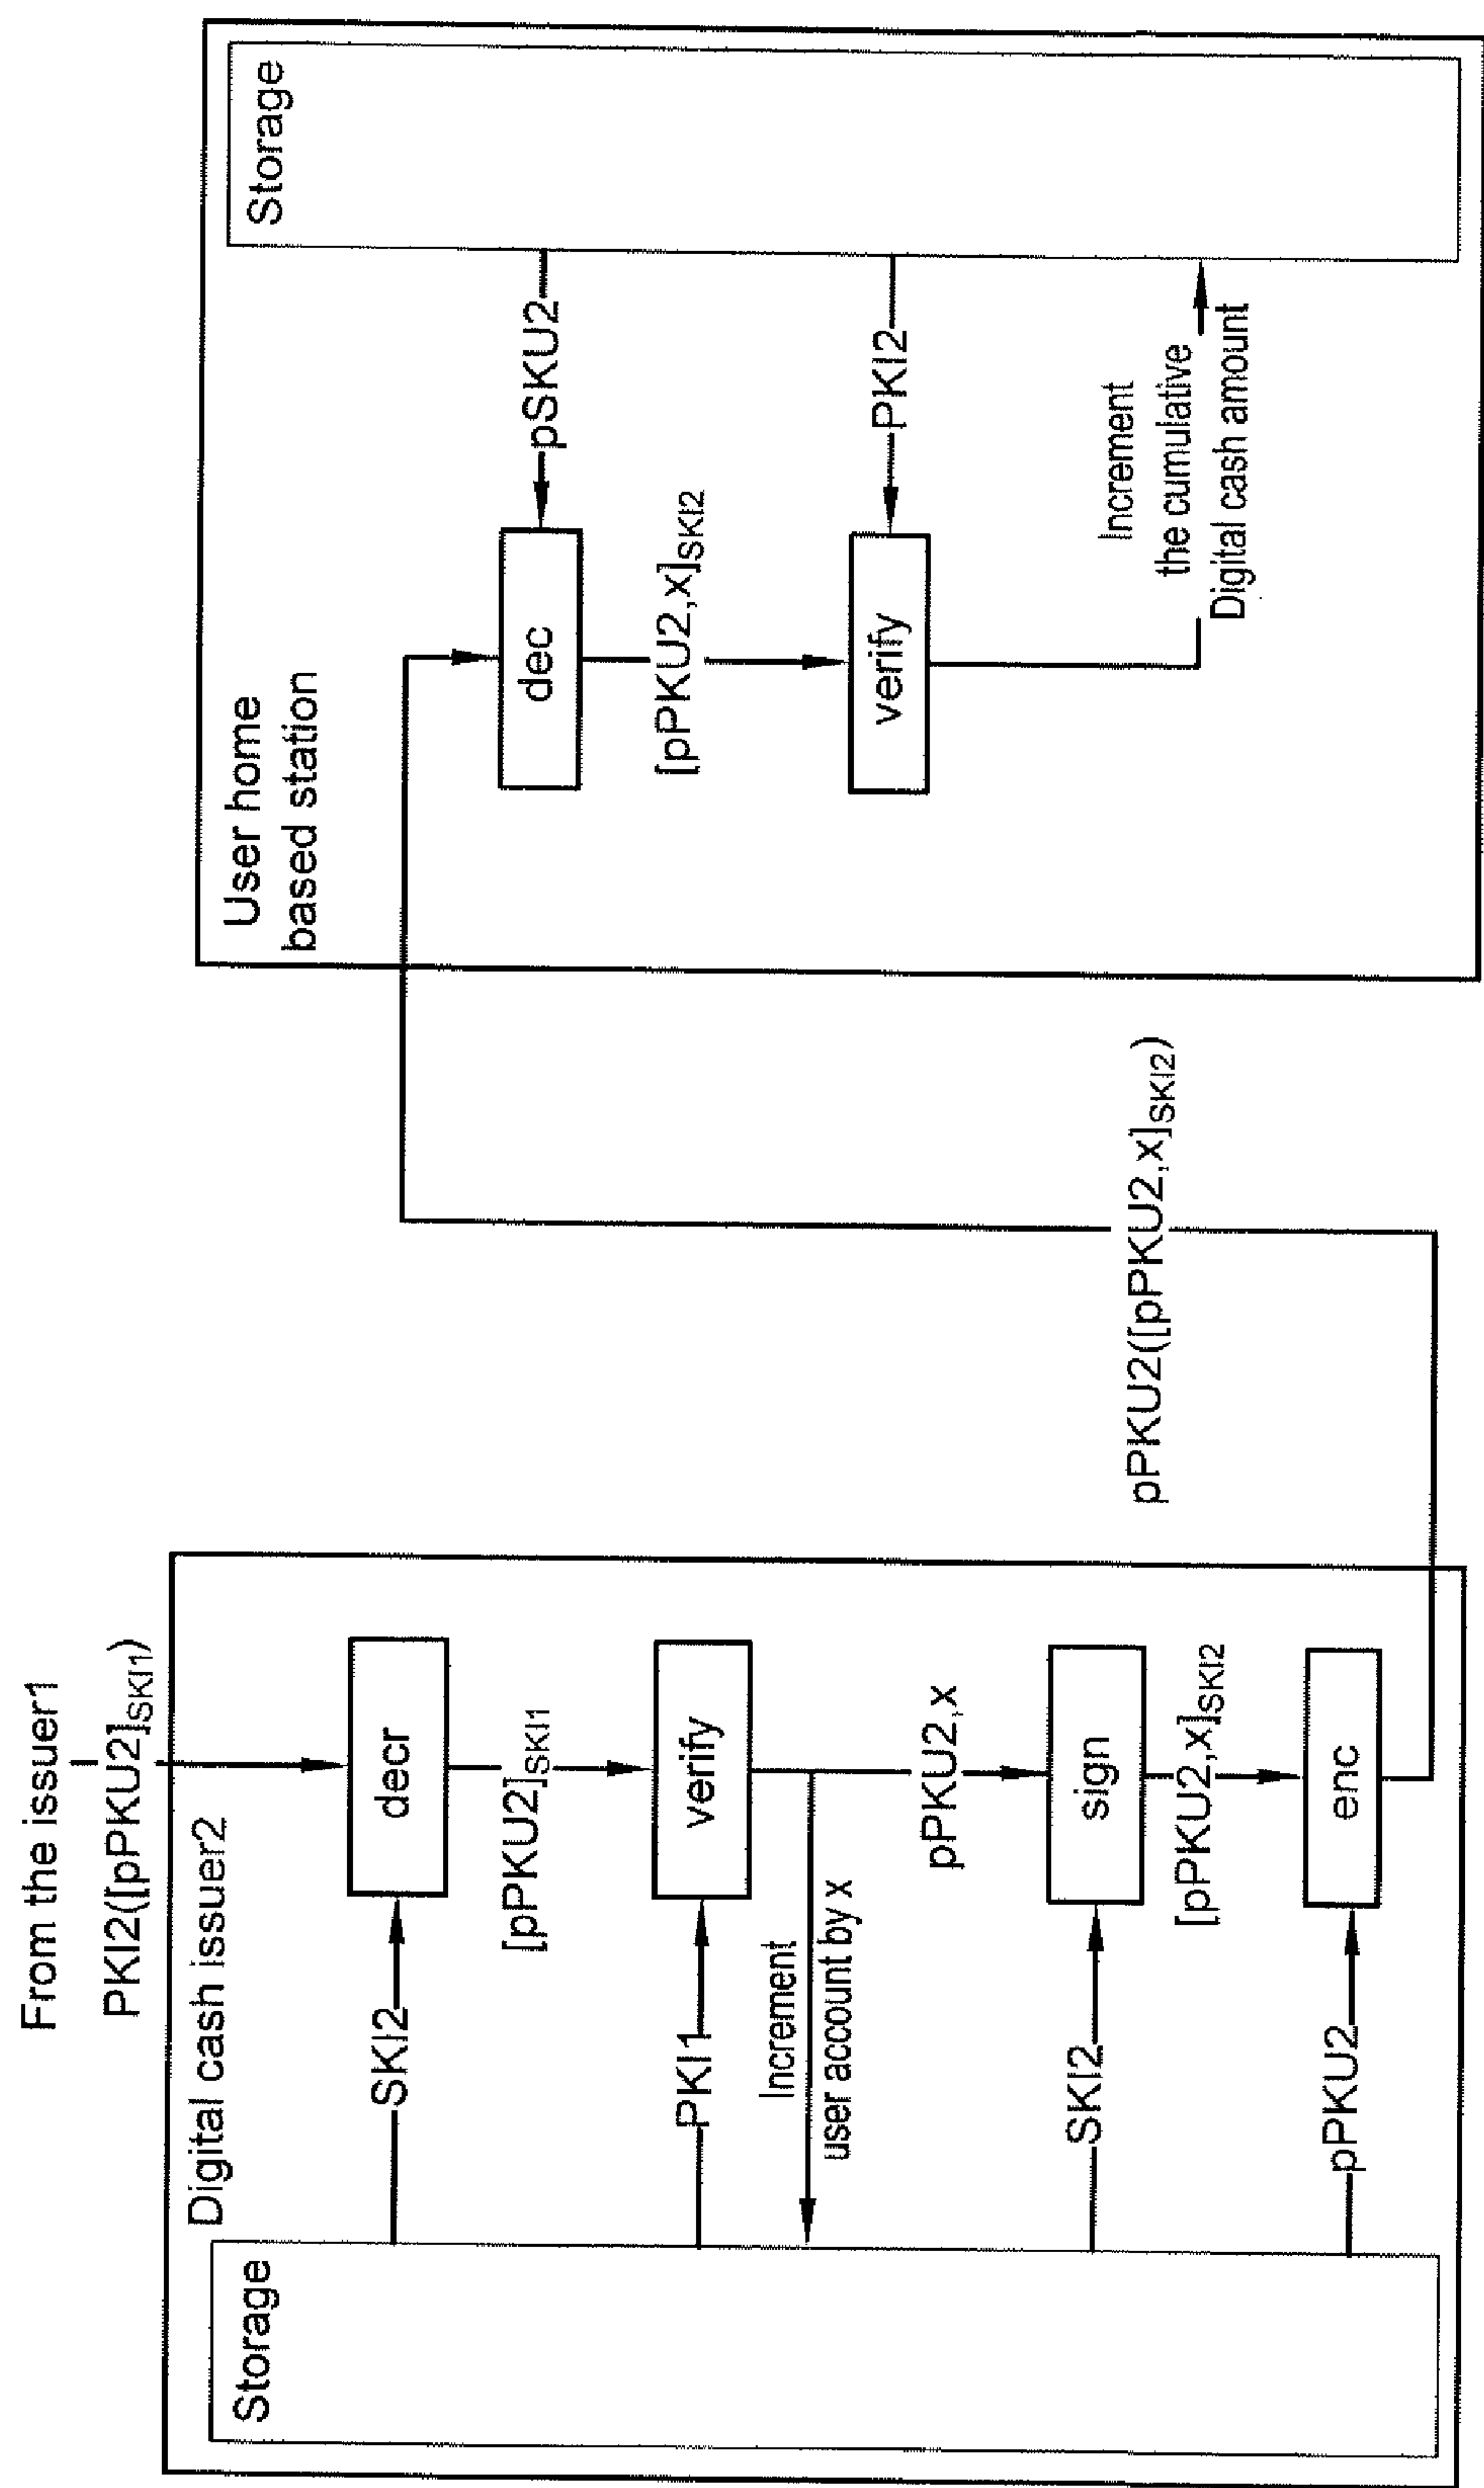 From the issuer1
PKI2([pPKU2]SKI1)
Digital cash issuer2
Storage
SKI2
decr
[pPKU2]SKI1
PKI1
verify
Increment
user account by x
pPKU2,x
SKI2
sign
[pPKU2,x]SKI2
pPKU2
enc
pPKU2([pPKU2,x]SKI2)
User home
based station
Storage
pSKU2
dec
[pPKU2,x]SKI2
PKI2
verify
Increment
the cumulative
Digital cash amount